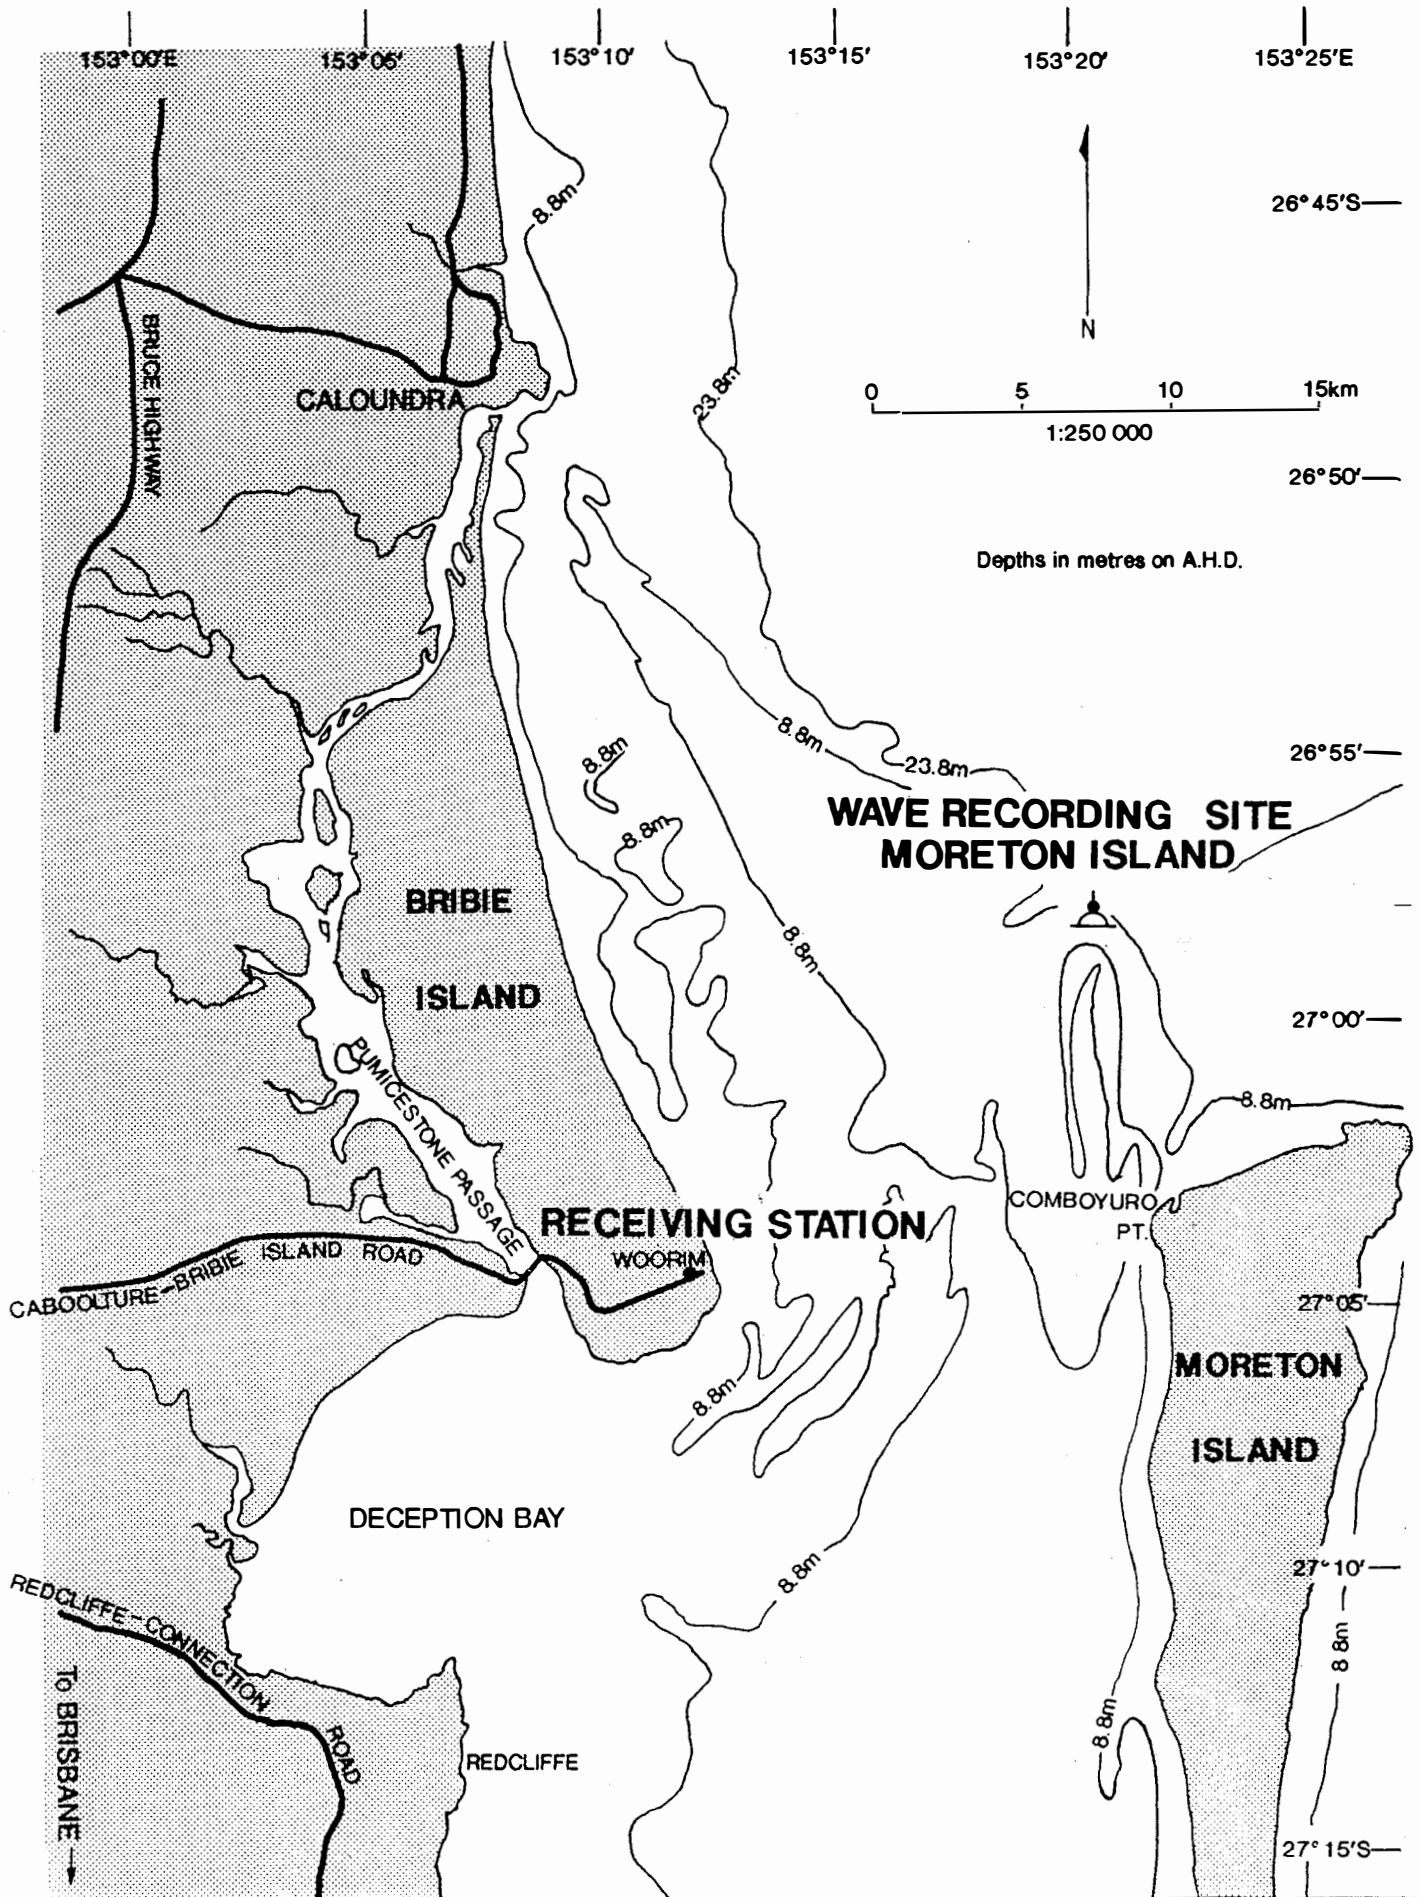 153°00'E
153°05'
153°10'
153°15'
153°20'
153°25'E
8.8m
26°45'S
N
BRUCE HIGHWAY
CALOUNDRA
23.8m
0 5 10 15km
1:250 000
26°50'
Depths in metres on A.H.D.
8.8m
8.8m
23.8m
26°55'
8.8m
WAVE RECORDING SITE
MORETON ISLAND
BRIBIE
ISLAND
8.8m
27°00'
PUMICESTONE PASSAGE
8.8m
COMBOYURO
PT.
RECEIVING STATION
WOORIM
CABOOLTURE-BRIBIE ISLAND ROAD
27°05'
MORETON
ISLAND
8.8m
DECEPTION BAY
8.8m
27°10'
REDCLIFFE-CONNECTION ROAD
8.8m
8.8m
To BRISBANE
REDCLIFFE
27°15'S